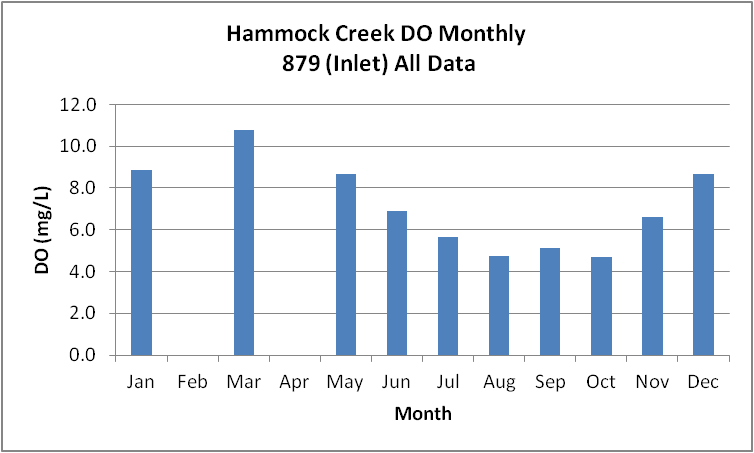 Hammock Creek DO Monthly
879 (Inlet) All Data
DO (mg/L)
12.0
10.0
8.0
6.0
4.0
2.0
0.0
Jan Feb Mar Apr May Jun Jul Aug Sep Oct Nov Dec
Month